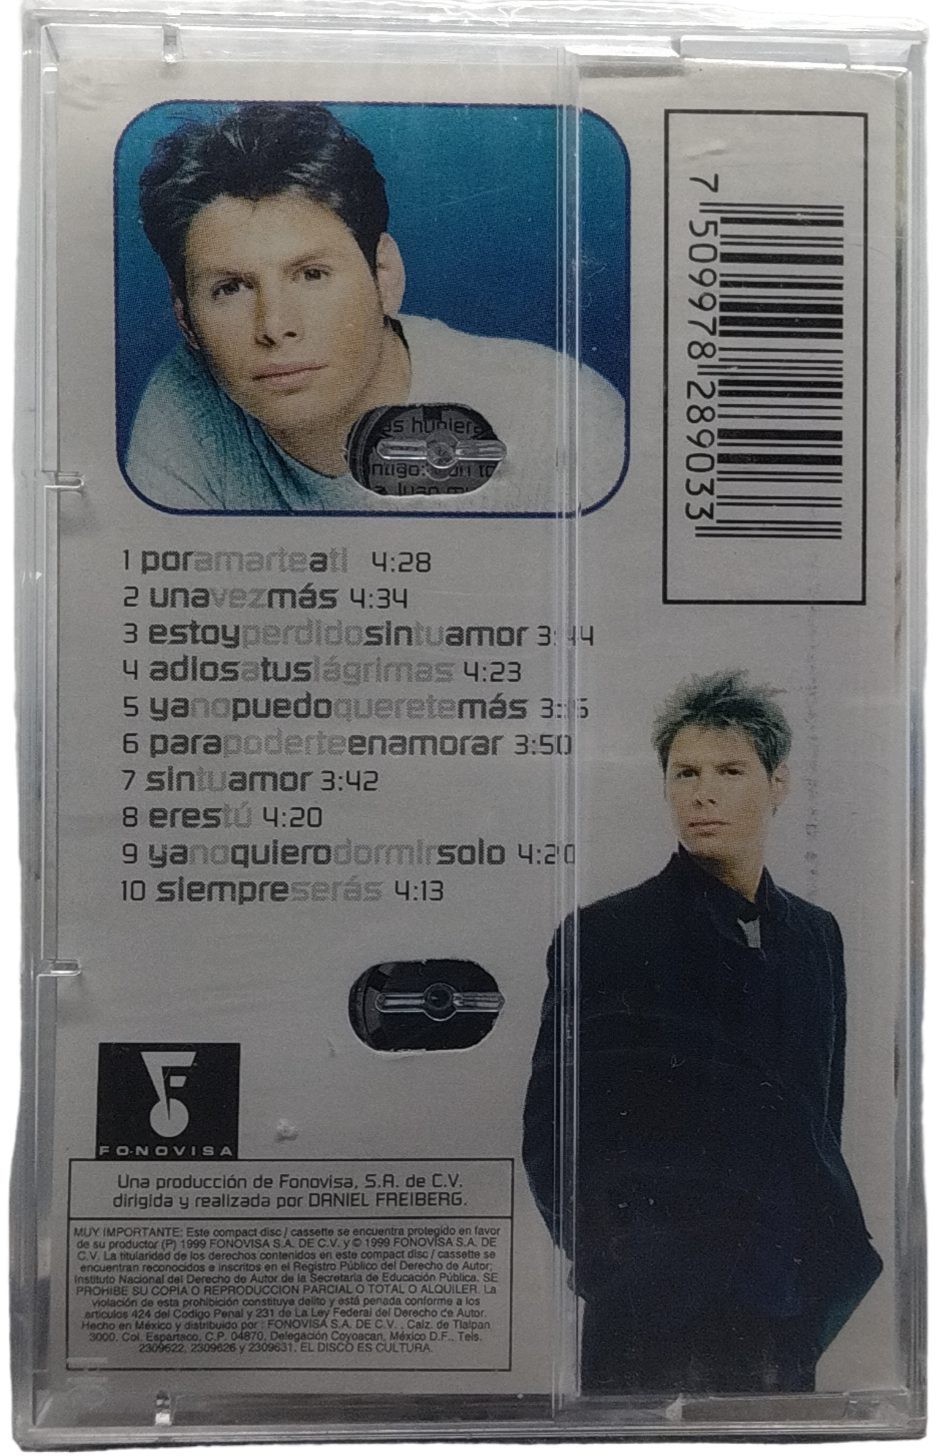 7 509978 289033
as hubiera
ntigo:
1 poramarteati 4:28
2 unavezmás 4:34
3 estoyperdidosintuamor 3:44
4 adiosatuslágrimas 4:23
5 yanopuedoqueretemás
6 parapoderteenamorar 3:50
7 sintuamor 3:42
8 erestú 4:20
9 yanoquierodormirsolo 4:20
10 siempreserás 4:13
FONOVISA
Una producción de Fonovisa, S.A. de C.V.
dirigida y realizada por DANIEL FREIBERG.
MUY IMPORTANTE: Este compact disc / cassette se encuentra protegido en favor
de su productor (P) 1999 FONOVISA S.A. DE C.V. y © 1999 FONOVISA S.A. DE
C.V. La titularidad de los derechos contenidos en este compact disc / cassette se
encuentran reconocidos e inscritos en el Registro Público del Derecho de Autor;
Instituto Nacional del Derecho de Autor de la Secretaría de Educación Pública. SE
PROHIBE SU COPIA O REPRODUCCION PARCIAL O TOTAL O ALQUILER. La
violación de esta prohibición constituye delito y está penada conforme a los
artículos 424 del Codigo Penal y 231 de La Ley Federal del Derecho de Autor.
Hecho en México y distribuido por : FONOVISA S.A. DE C.V. , Calz. de Tlalpan
3000. Col. Espartaco, C.P. 04870, Delegación Coyoacan, México D.F., Tels.
2309622, 2309626 y 2309631. EL DISCO ES CULTURA.